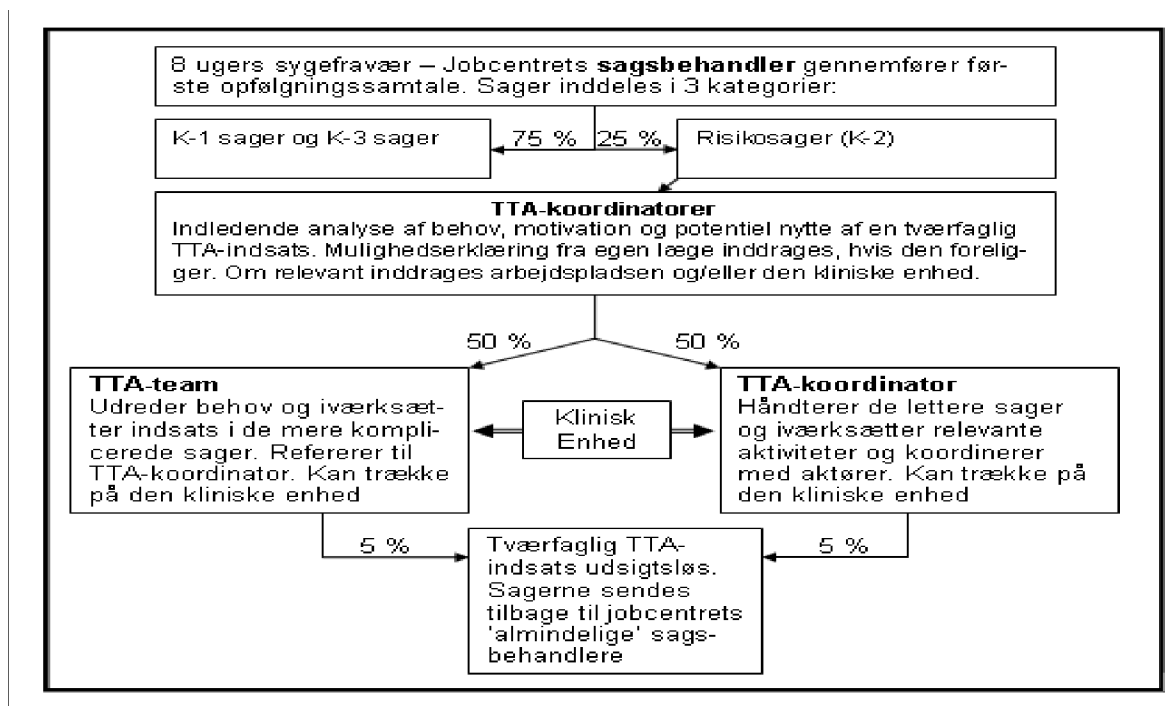 8 ugers sygefravær – Jobcentrets sagsbehandler gennemfører før-
ste opfølgningssamtale. Sager inddeles i 3 kategorier:
K-1 sager og K-3 sager
75 %
25 %
Risikosager (K-2)
TTA-koordinatorer
Indledende analyse af behov, motivation og potentiel nytte af en tværfaglig
TTA-indsats. Mulighedserklæring fra egen læge inddrages, hvis den forelig-
ger. Om relevant inddrages arbejdspladsen og/eller den kliniske enhed.
50 %
50 %
TTA-team
Udreder behov og iværksæt-
ter indsats i de mere kompli-
cerede sager. Refererer til
TTA-koordinator. Kan trække
på den kliniske enhed
Klinisk
Enhed
TTA-koordinator
Håndterer de lettere sager
og iværksætter relevante
aktiviteter og koordinerer
med aktører. Kan trække på
den kliniske enhed
5 %
5 %
Tværfaglig TTA-
indsats udsigtsløs.
Sagerne sendes
tilbage til jobcentrets
'almindelige' sags-
behandlere